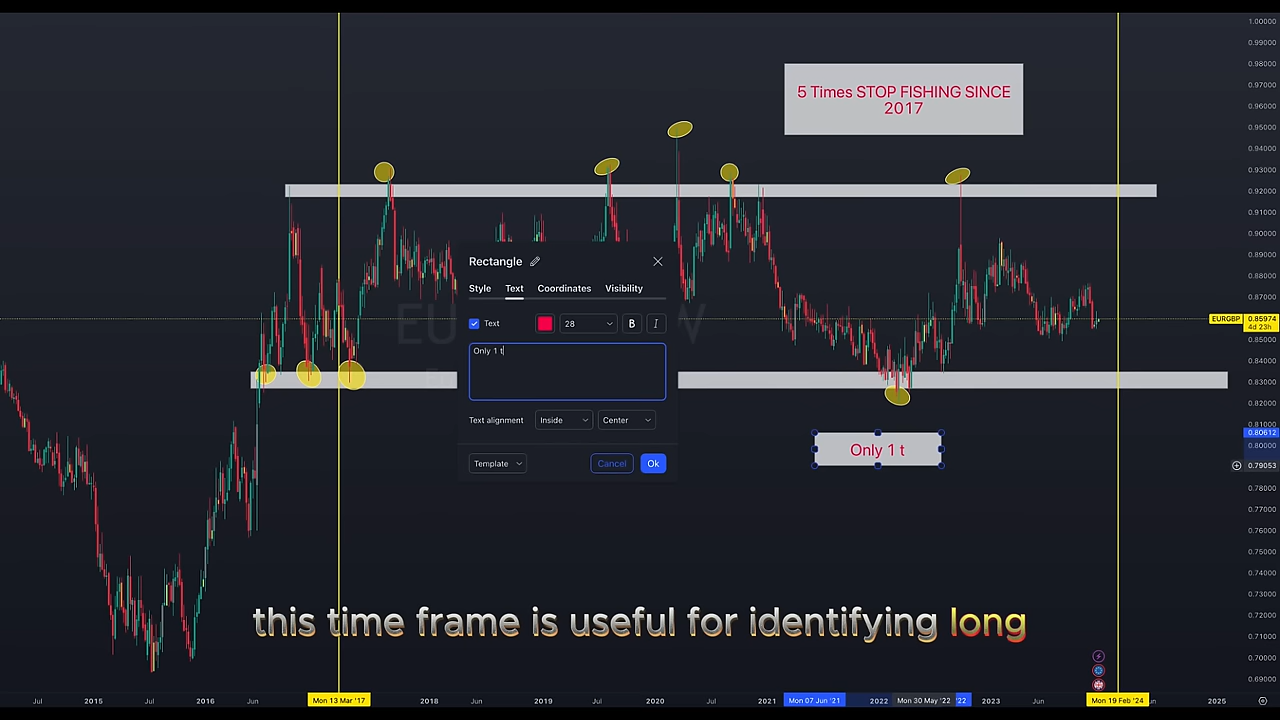 1.00000
0.99000
0.98000
0.97000
0.96000
0.95000
0.94000
0.93000
0.92000
0.91000
0.90000
0.89000
0.88000
0.87000
EURGBP 0.85974
4d 23h
0.85000
0.84000
0.83000
0.82000
0.81000
0.80612
0.80000
0.79053
0.78000
0.77000
0.76000
0.75000
0.74000
0.73000
0.72000
0.71000
0.70000
0.69000
5 Times STOP FISHING SINCE
2017
Rectangle
Style Text Coordinates Visibility
Text 28 B I
Only 1 t
Text alignment Inside Center
Template Cancel Ok
Only 1 t
this time frame is useful for identifying long
Jul 2015 Jul 2016 Jun Mon 13 Mar '17 2018 Jun 2019 Jul 2020 Jul 2021 Mon 07 Jun '21 2022 Mon 30 May '22 '22 2023 Jun Mon 19 Feb '24 2025